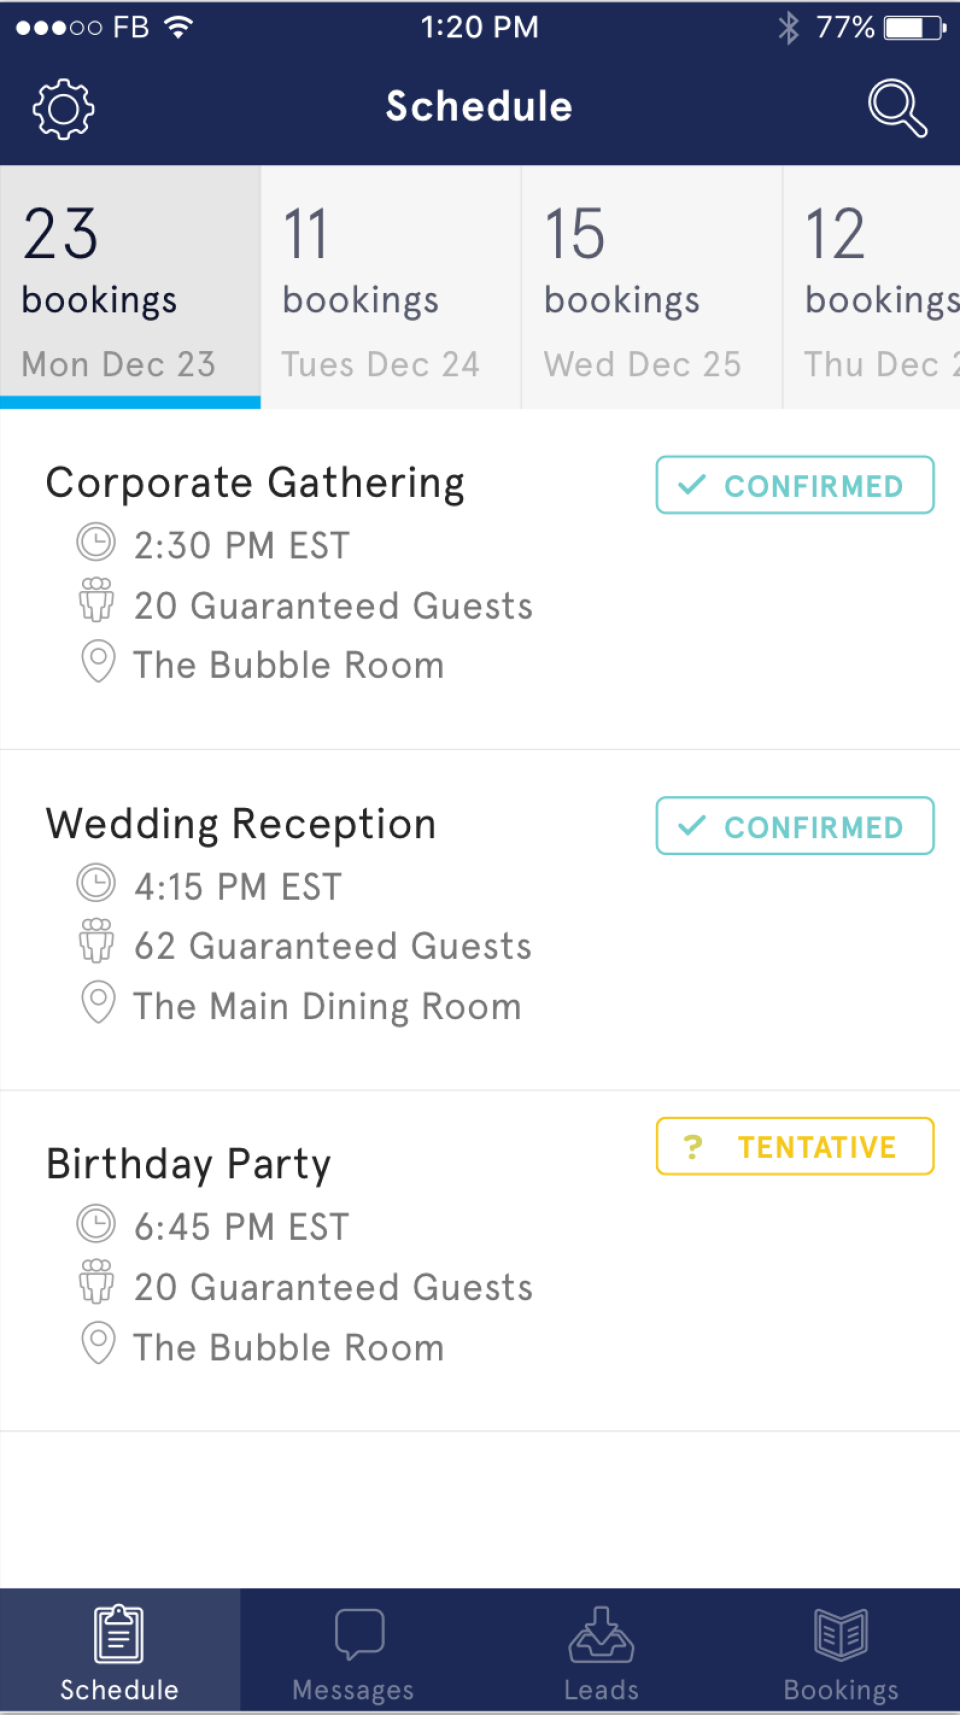 FB 1:20 PM 77%
Schedule
23 11 15 12
bookings bookings bookings bookings
Mon Dec 23 Tues Dec 24 Wed Dec 25 Thu Dec
Corporate Gathering CONFIRMED
2:30 PM EST
20 Guaranteed Guests
The Bubble Room
Wedding Reception CONFIRMED
4:15 PM EST
62 Guaranteed Guests
The Main Dining Room
Birthday Party ? TENTATIVE
6:45 PM EST
20 Guaranteed Guests
The Bubble Room
Schedule Messages Leads Bookings